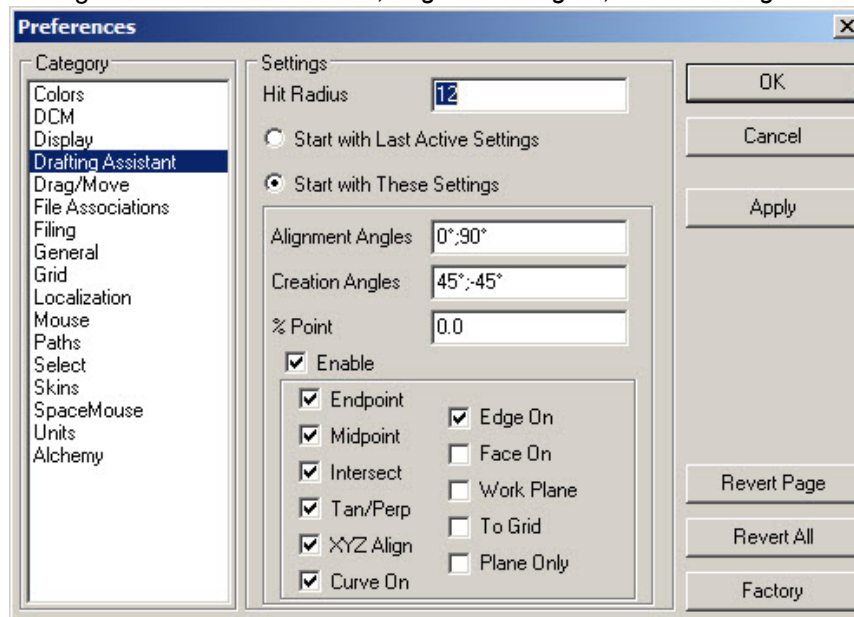 Preferences
Category
Colors
DCM
Display
Drafting Assistant
Drag/Move
File Associations
Filing
General
Grid
Localization
Mouse
Paths
Select
Skins
SpaceMouse
Units
Alchemy
Settings
Hit Radius 12
Start with Last Active Settings
Start with These Settings
Alignment Angles 0°;90°
Creation Angles 45°;-45°
% Point 0.0
Enable
Endpoint
Midpoint
Intersect
Tan/Perp
XYZ Align
Curve On
Edge On
Face On
Work Plane
To Grid
Plane Only
OK
Cancel
Apply
Revert Page
Revert All
Factory